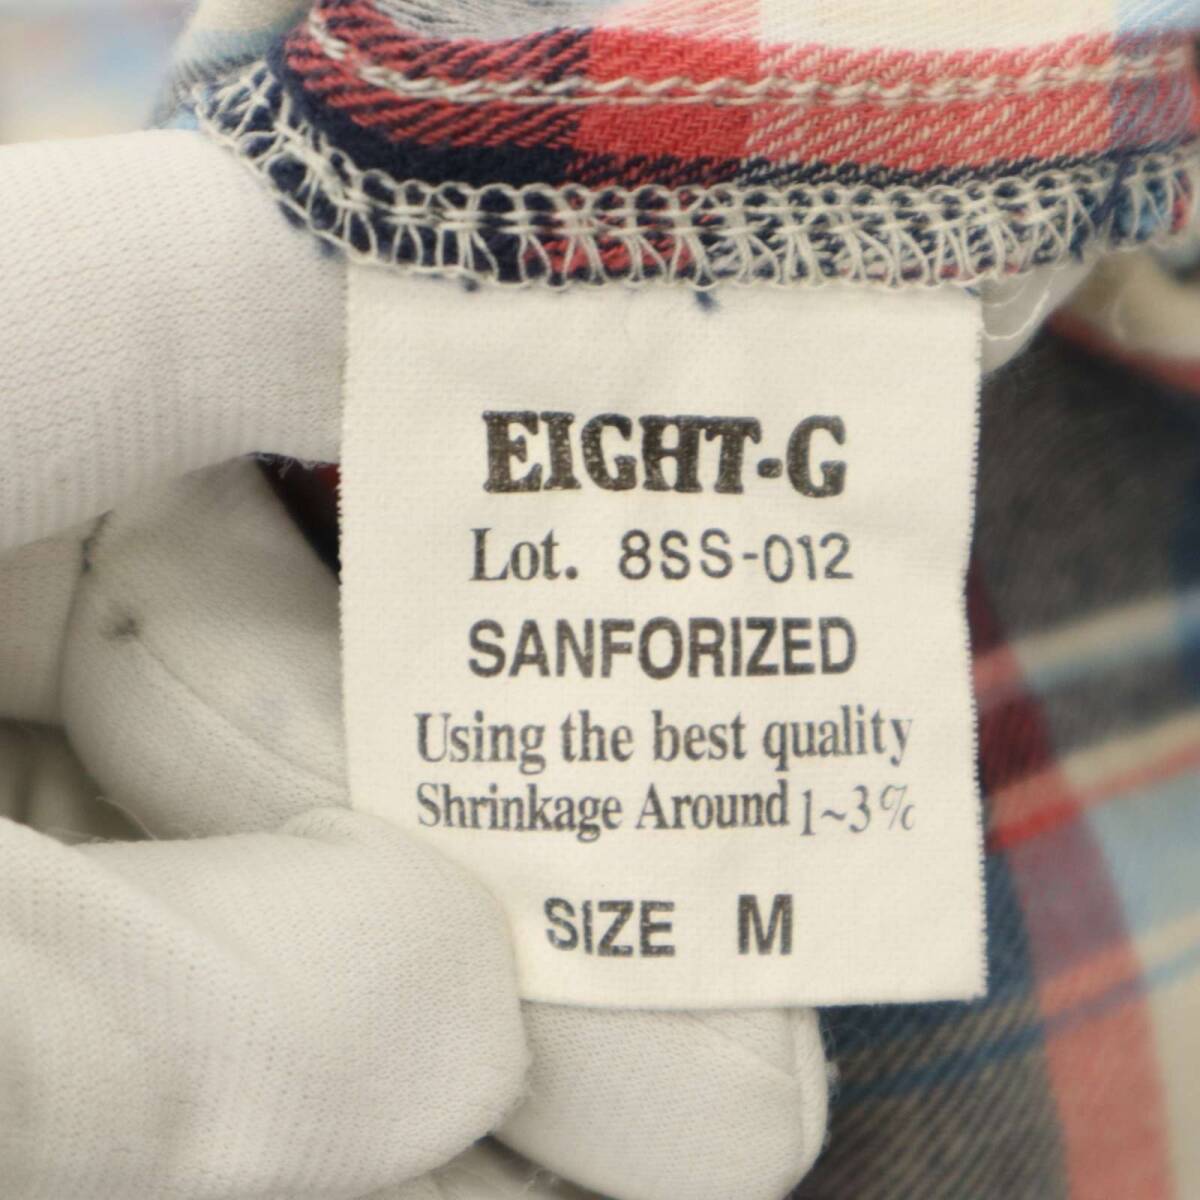 EIGHT-G
Lot. 8SS-012
SANFORIZED
Using the best quality
Shrinkage Around 1~3%
SIZE M